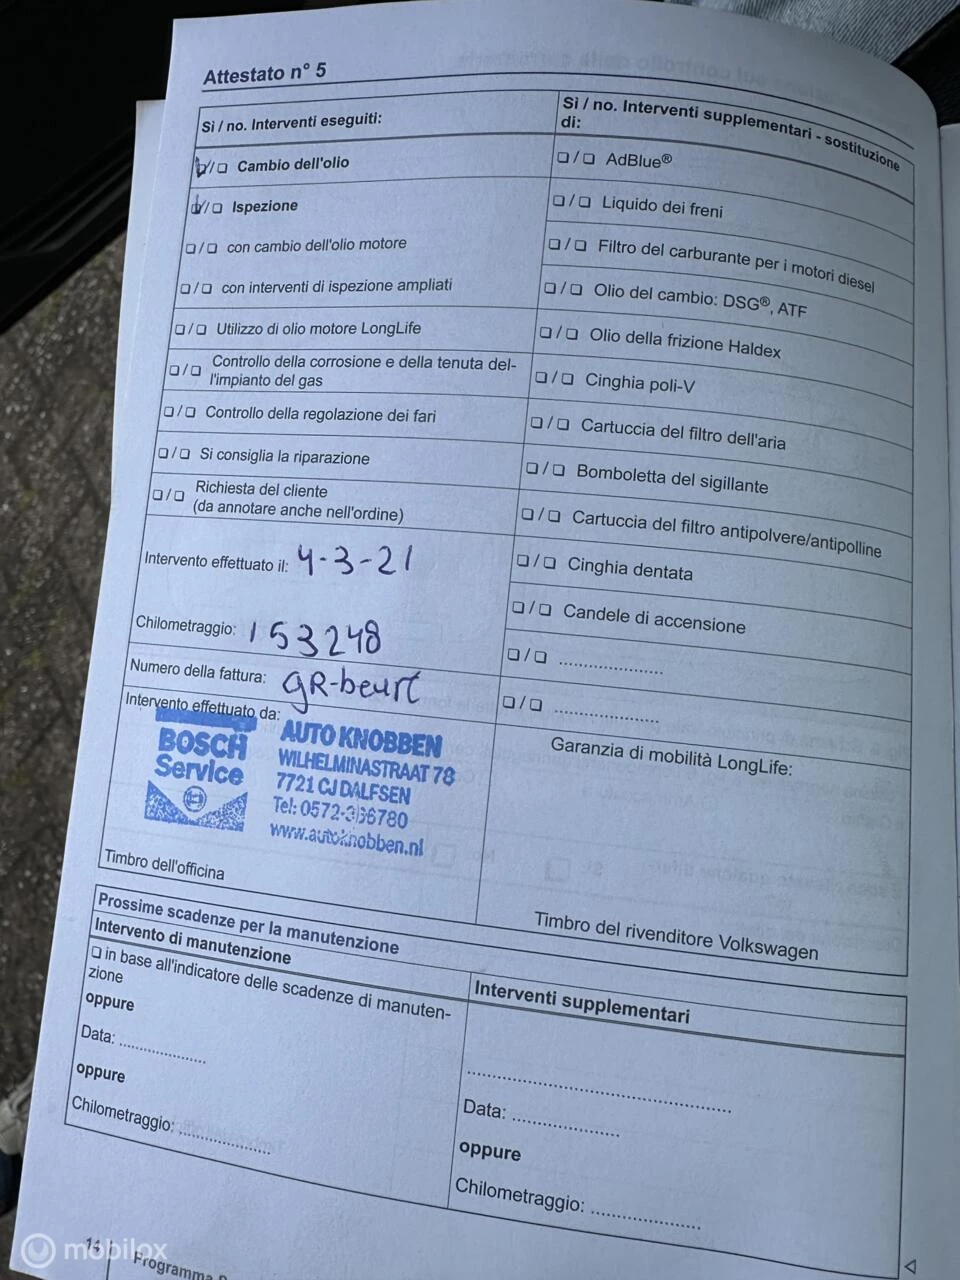 Attestato n° 5
Sì / no. Interventi eseguiti:
❏/❏ Cambio dell'olio
❏/❏ Ispezione
❏/❏ con cambio dell'olio motore
❏/❏ con interventi di ispezione ampliati
❏/❏ Utilizzo di olio motore LongLife
❏/❏ Controllo della corrosione e della tenuta del-
l'impianto del gas
❏/❏ Controllo della regolazione dei fari
❏/❏ Si consiglia la riparazione
❏/❏ Richiesta del cliente
(da annotare anche nell'ordine)
Intervento effettuato il: 4-3-21
Chilometraggio: 153248
Numero della fattura: GR-beurt
Intervento effettuato da:
BOSCH
Service
AUTO KNOBBEN
WILHELMINASTRAAT 78
7721 CJ DALFSEN
Tel: 0572-396780
www.autoknobben.nl
Timbro dell'officina
Sì / no. Interventi supplementari - sostituzione
di:
❏/❏ AdBlue®
❏/❏ Liquido dei freni
❏/❏ Filtro del carburante per i motori diesel
❏/❏ Olio del cambio: DSG®, ATF
❏/❏ Olio della frizione Haldex
❏/❏ Cinghia poli-V
❏/❏ Cartuccia del filtro dell'aria
❏/❏ Bomboletta del sigillante
❏/❏ Cartuccia del filtro antipolvere/antipolline
❏/❏ Cinghia dentata
❏/❏ Candele di accensione
❏/❏ ....................
❏/❏ ....................
Garanzia di mobilità LongLife:
Timbro del rivenditore Volkswagen
Prossime scadenze per la manutenzione
Intervento di manutenzione
❏ in base all'indicatore delle scadenze di manuten-
zione
oppure
Data: ..................
oppure
Chilometraggio: ...................
Interventi supplementari
..................................................
Data: ......................
oppure
Chilometraggio: ......................
14
Programma
mobilox